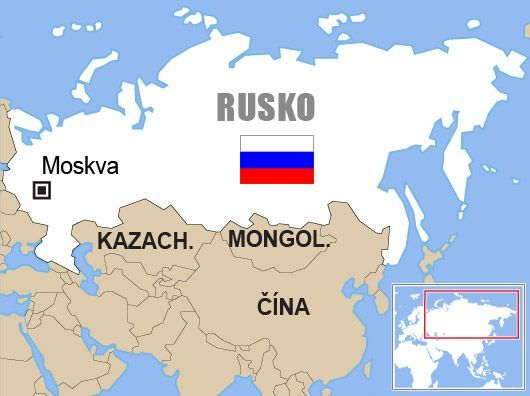 RUSKO
Moskva
KAZACH.
MONGOL.
ČÍNA